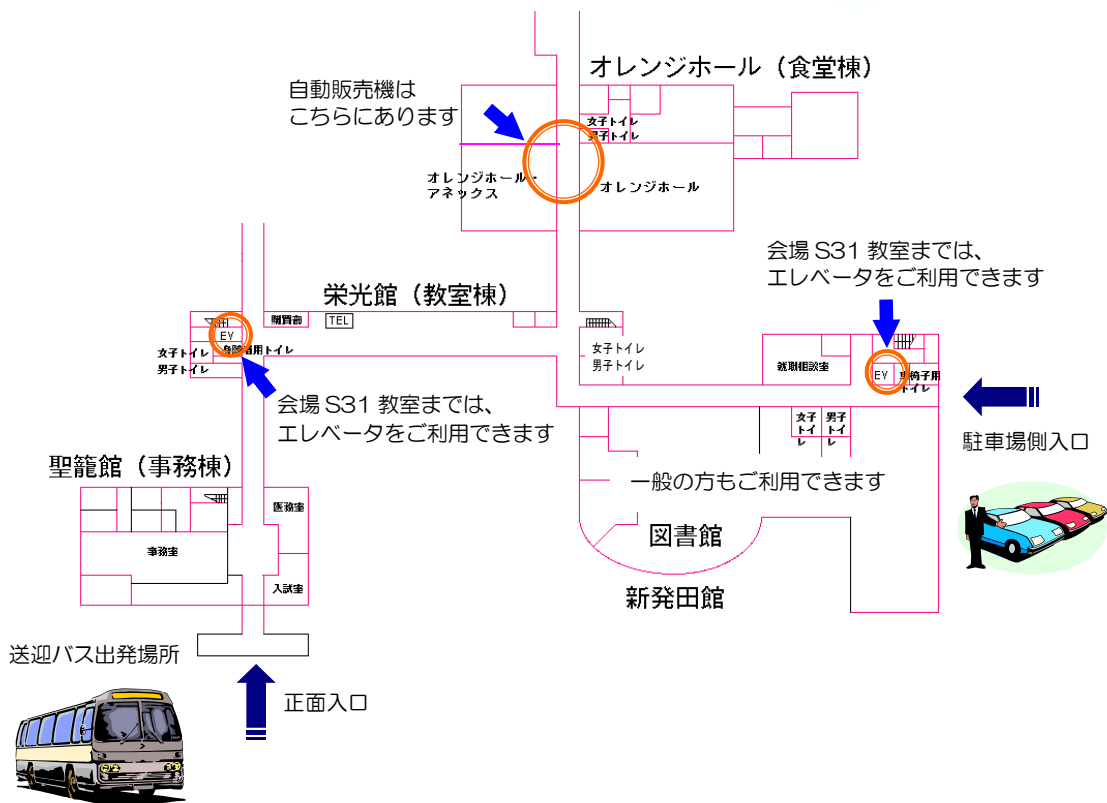 オレンジホール（食堂棟）
自動販売機は
こちらにあります
女子トイレ
男子トイレ
オレンジホール・
アネックス
オレンジホール
会場 S31 教室までは、
エレベータをご利用できます
栄光館（教室棟）
購買部
TEL
EV
女子トイレ
身障者用トイレ
男子トイレ
女子トイレ
男子トイレ
就職相談室
EV
車椅子用
トイレ
会場 S31 教室までは、
エレベータをご利用できます
女子
トイ
レ
男子
トイ
レ
駐車場側入口
聖籠館（事務棟）
一般の方もご利用できます
医務室
図書館
事務室
入試室
新発田館
送迎バス出発場所
正面入口